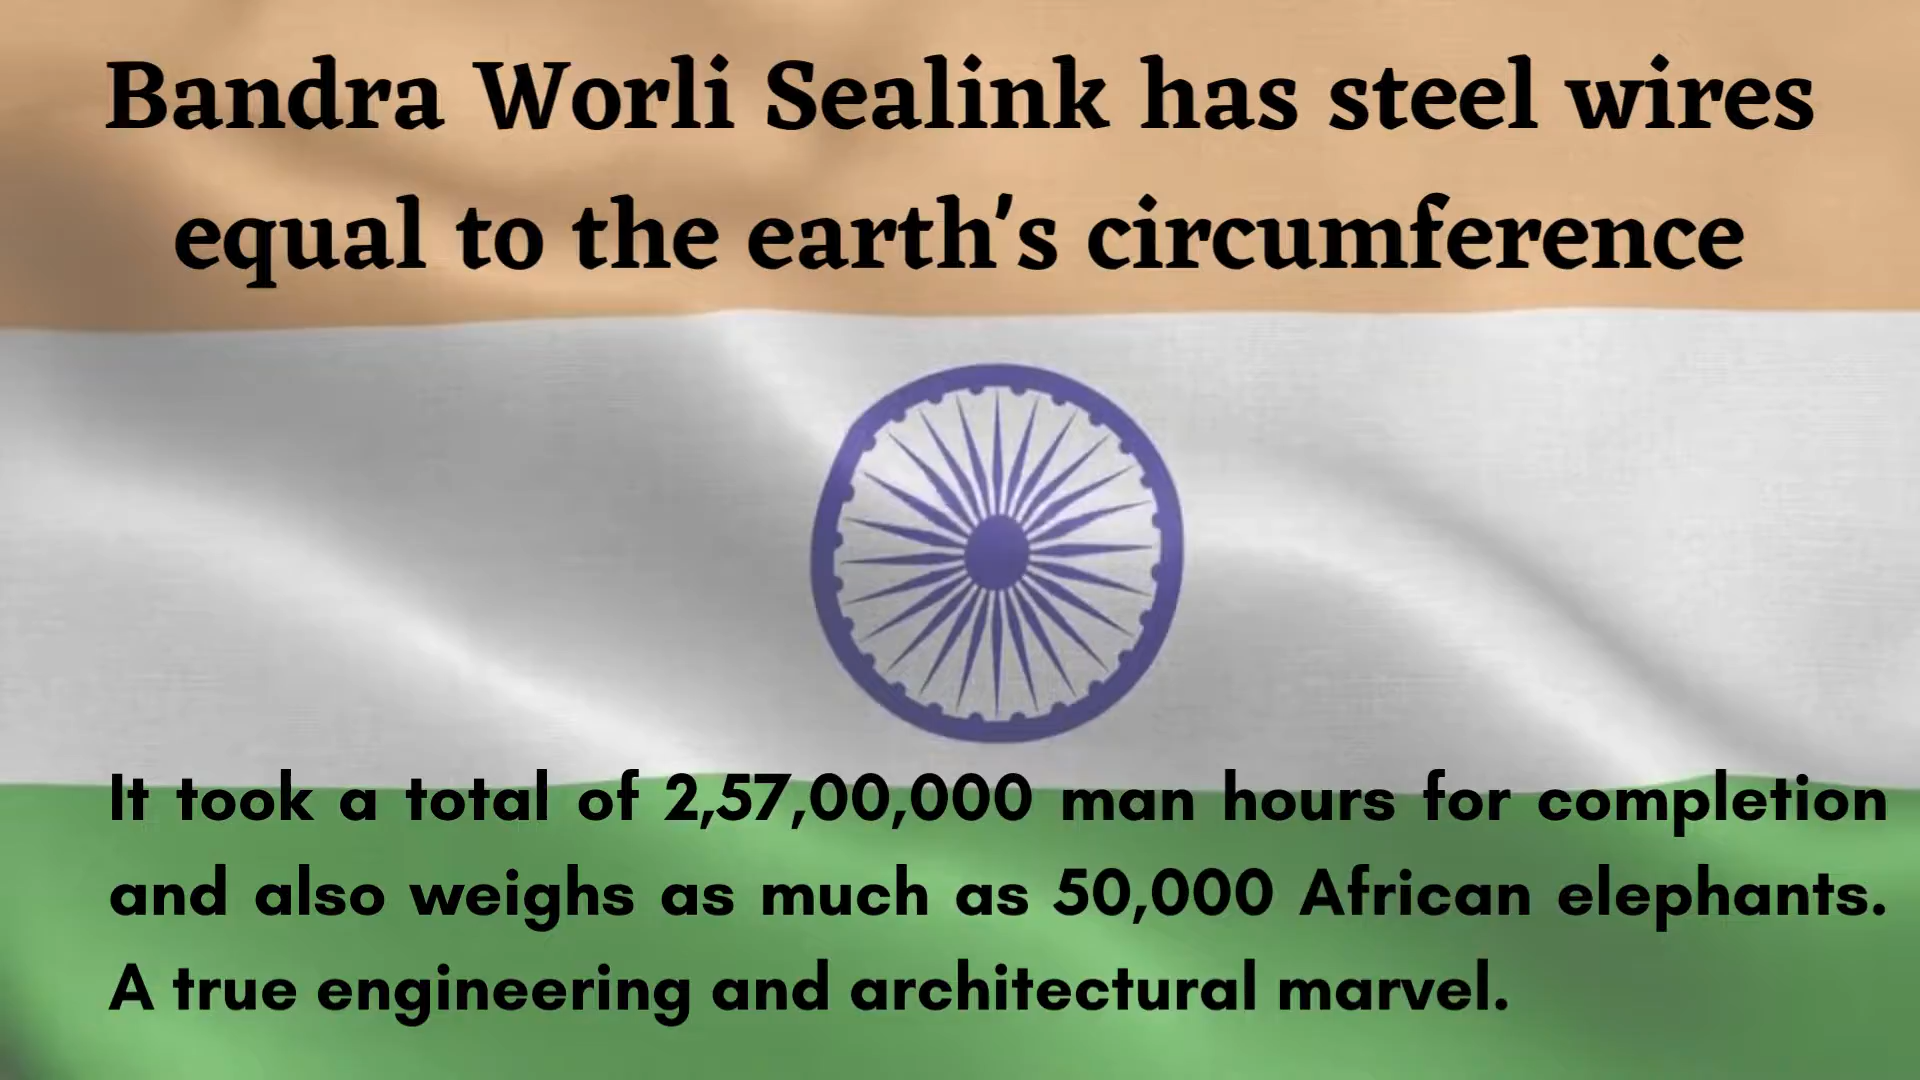 Bandra Worli Sealink has steel wires
equal to the earth's circumference
It took a total of 2,57,00,000 man hours for completion
and also weighs as much as 50,000 African elephants.
A true engineering and architectural marvel.